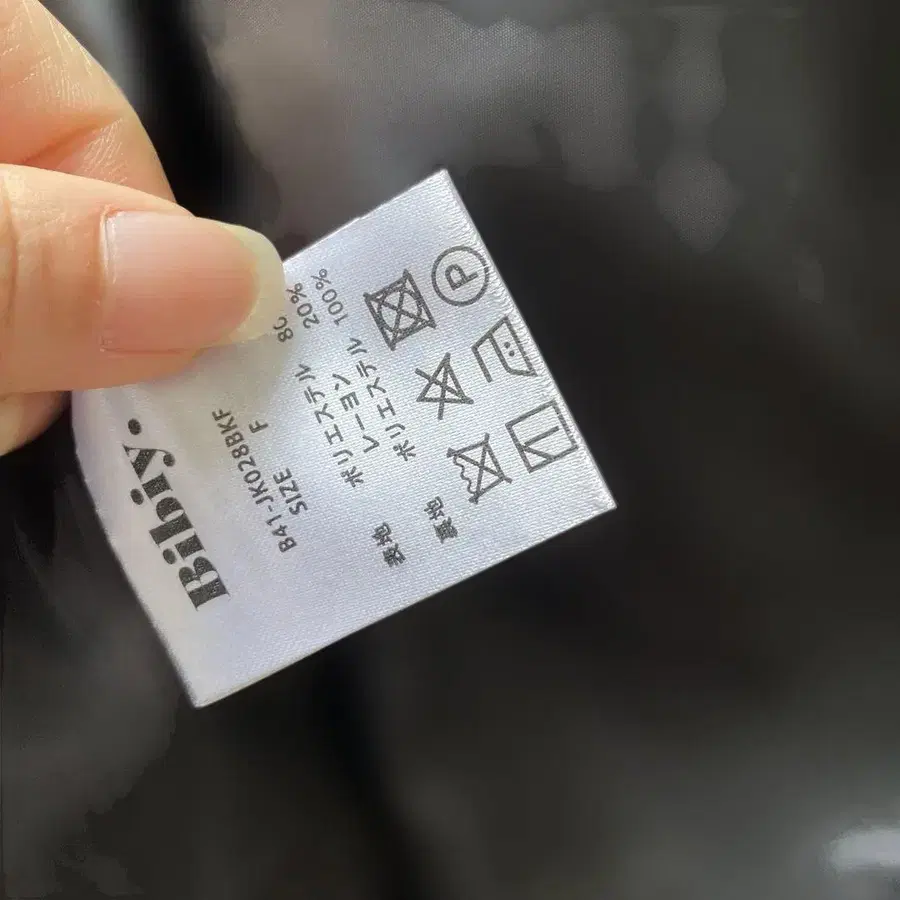 Bibiy.
B41-JK028BKF
SIZE F
表地 ポリエステル 80
レーヨン 20%
裏地 ポリエステル 100%
P